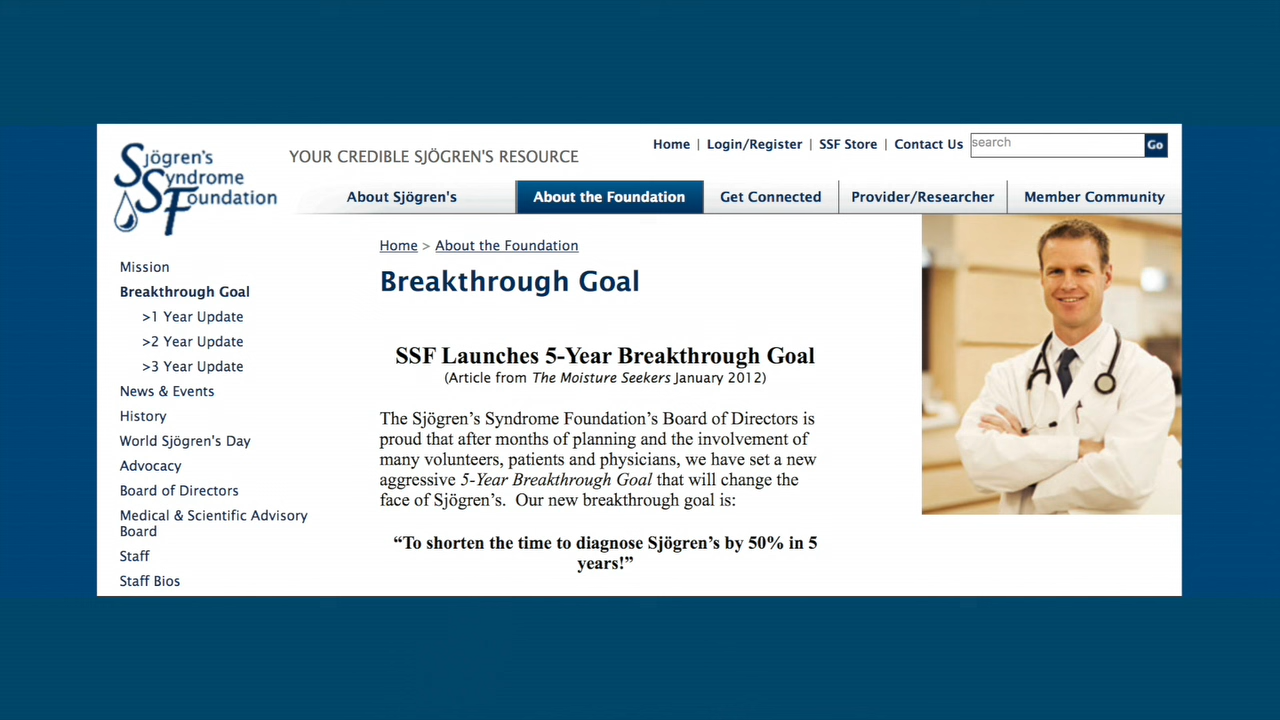 Sjögren's
Syndrome
Foundation
YOUR CREDIBLE SJÖGREN'S RESOURCE
Home | Login/Register | SSF Store | Contact Us
search
Go
About Sjögren's
About the Foundation
Get Connected
Provider/Researcher
Member Community
Mission
Breakthrough Goal
>1 Year Update
>2 Year Update
>3 Year Update
News & Events
History
World Sjögren's Day
Advocacy
Board of Directors
Medical & Scientific Advisory
Board
Staff
Staff Bios
Home > About the Foundation
Breakthrough Goal
SSF Launches 5-Year Breakthrough Goal
(Article from The Moisture Seekers January 2012)
The Sjögren's Syndrome Foundation's Board of Directors is
proud that after months of planning and the involvement of
many volunteers, patients and physicians, we have set a new
aggressive 5-Year Breakthrough Goal that will change the
face of Sjögren's. Our new breakthrough goal is:
“To shorten the time to diagnose Sjögren's by 50% in 5
years!”